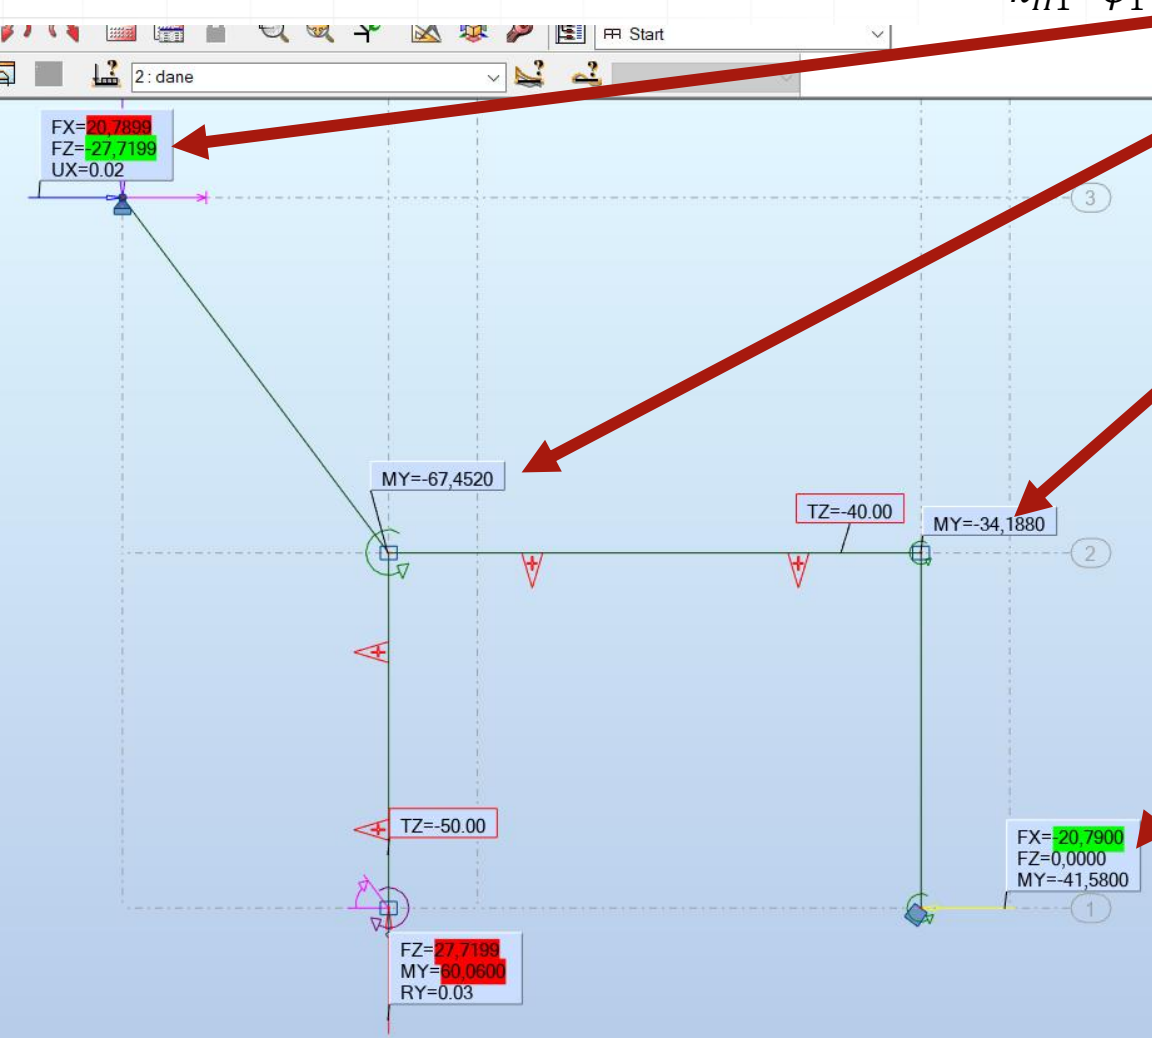 Start
2 : dane
FX=20,7899
FZ=-27,7199
UX=0.02
3
MY=-67,4520
TZ=-40.00
MY=-34,1880
2
TZ=-50.00
FX=-20,7900
FZ=0,0000
MY=-41,5800
1
FZ=27,7199
MY=60,0600
RY=0.03